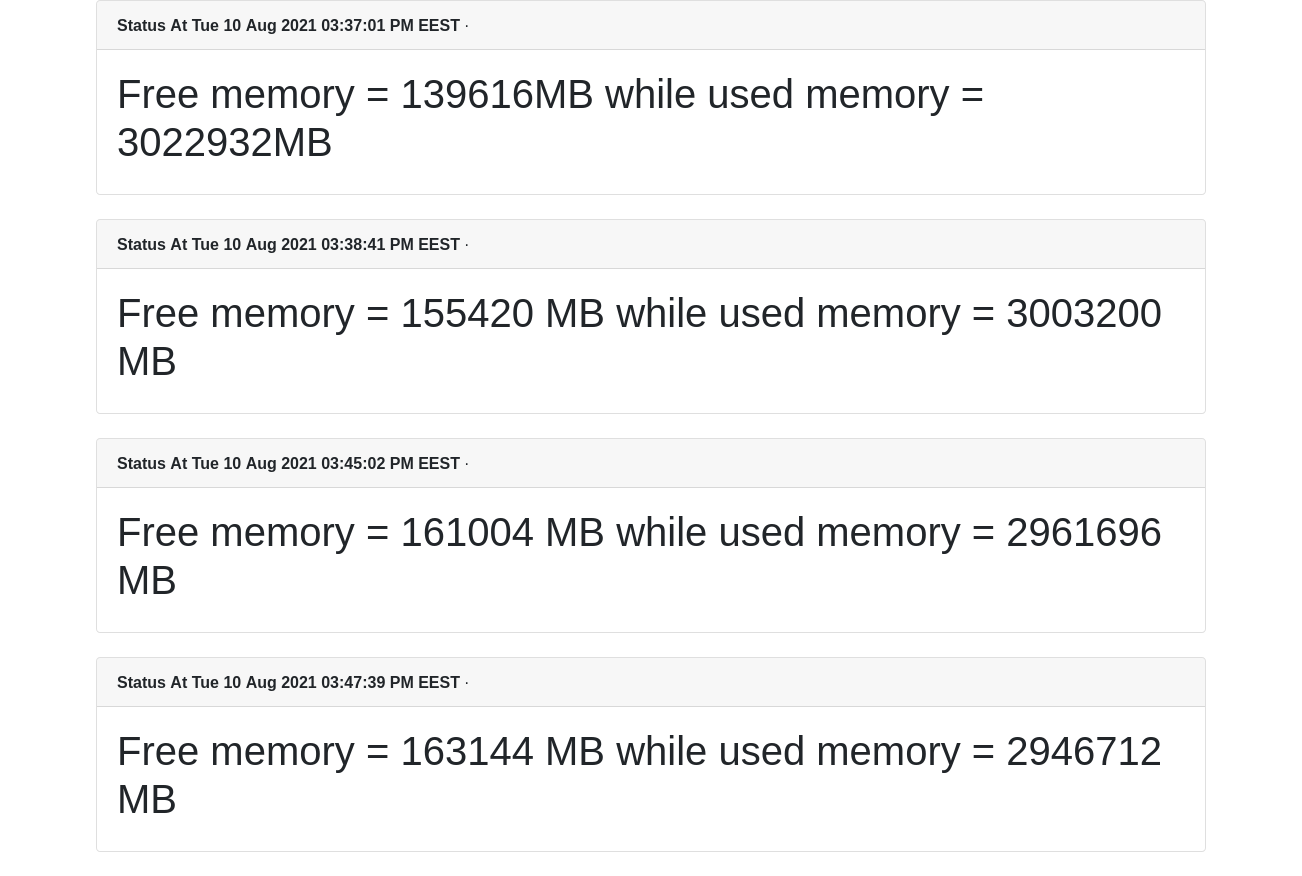 Status At Tue 10 Aug 2021 03:37:01 PM EEST ·
Free memory = 139616MB while used memory =
3022932MB
Status At Tue 10 Aug 2021 03:38:41 PM EEST ·
Free memory = 155420 MB while used memory = 3003200
MB
Status At Tue 10 Aug 2021 03:45:02 PM EEST ·
Free memory = 161004 MB while used memory = 2961696
MB
Status At Tue 10 Aug 2021 03:47:39 PM EEST ·
Free memory = 163144 MB while used memory = 2946712
MB